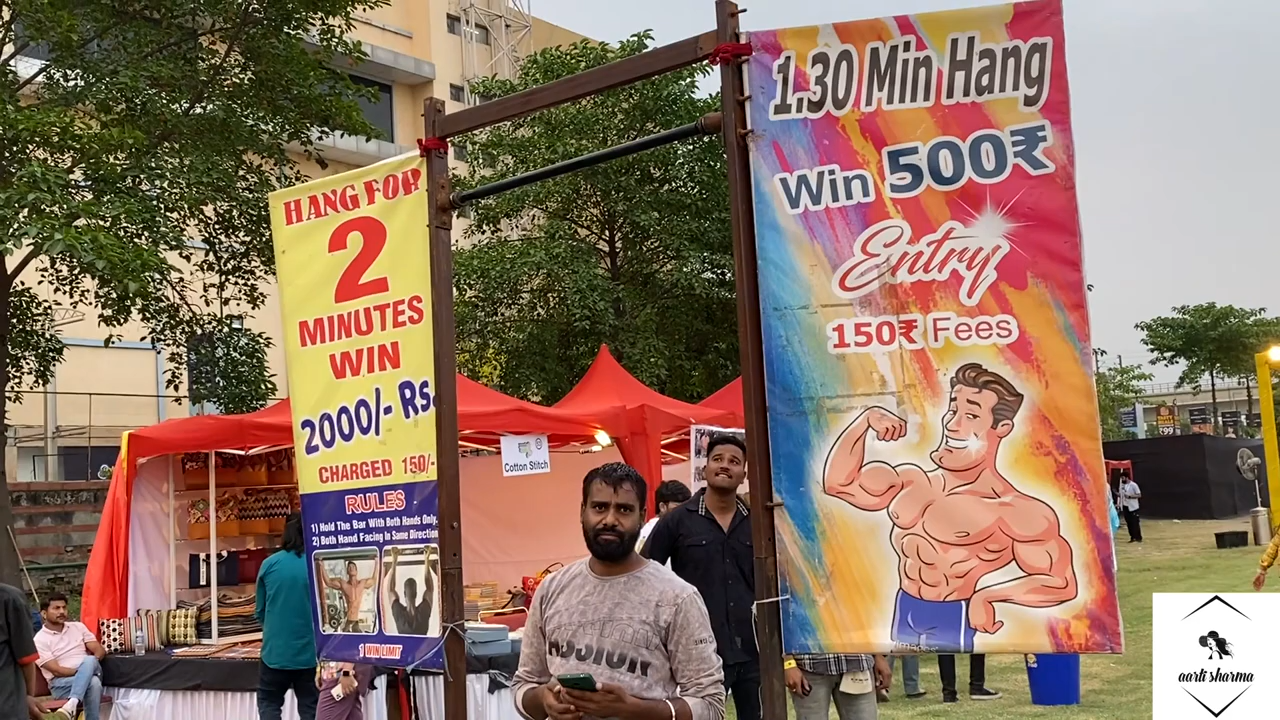 HANG FOR
2
MINUTES
WIN
2000/- Rs.
CHARGED 150/-
RULES
1) Hold The Bar With Both Hands Only.
2) Both Hand Facing In Same Direction
1 WIN LIMIT
1.30 Min Hang
Win 500₹
Entry
150₹ Fees
images
Cotton Stitch
₹99
aarti sharma